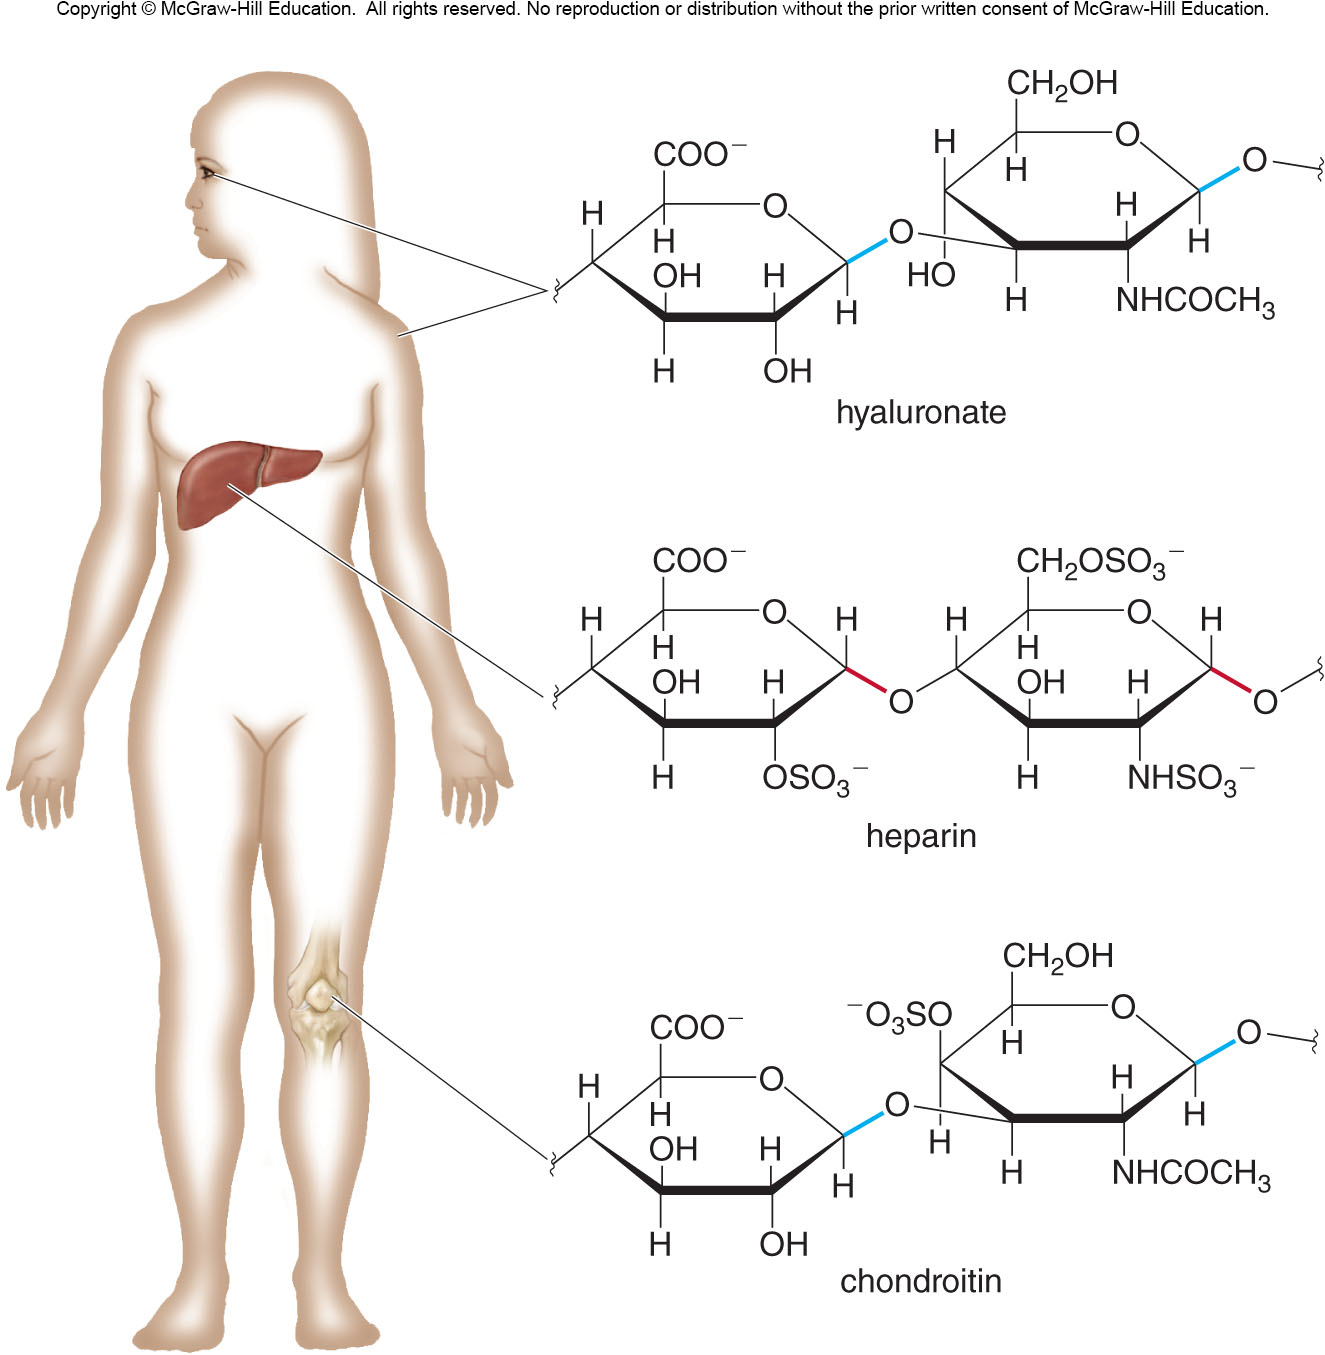 Copyright © McGraw-Hill Education. All rights reserved. No reproduction or distribution without the prior written consent of McGraw-Hill Education.
CH₂OH
H O O
COO⁻ H
H O H H
H O
OH H HO H NHCOCH₃
H
H OH
hyaluronate
COO⁻ CH₂OSO₃⁻
H O H H O H
H H
OH H OH H
O O
H OSO₃⁻ H NHSO₃⁻
heparin
CH₂OH
⁻O₃SO O O
COO⁻ H
H O H H
H O
OH H H H NHCOCH₃
H
H OH
chondroitin